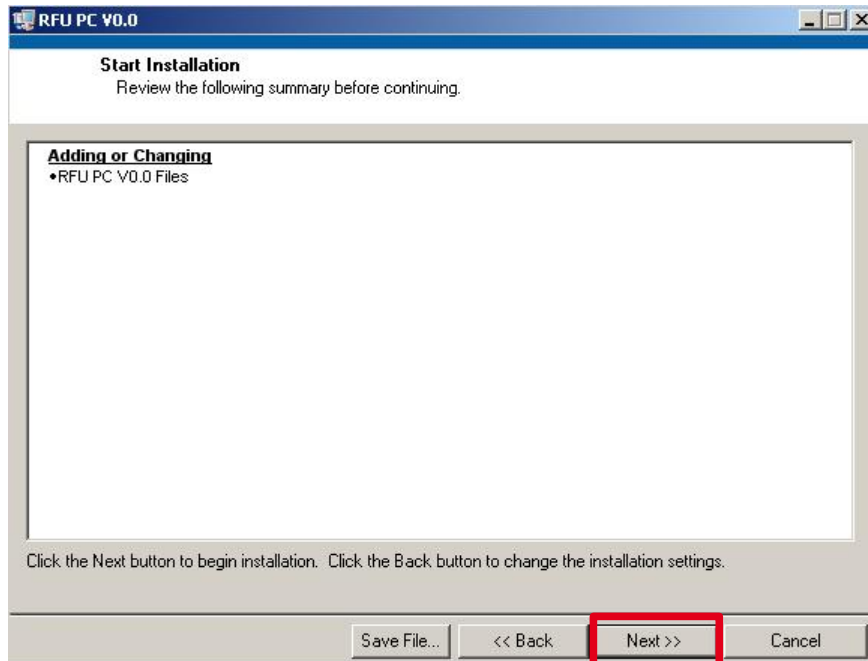 RFU PC V0.0
Start Installation
Review the following summary before continuing.
Adding or Changing
•RFU PC V0.0 Files
Click the Next button to begin installation. Click the Back button to change the installation settings.
Save File... << Back Next >> Cancel